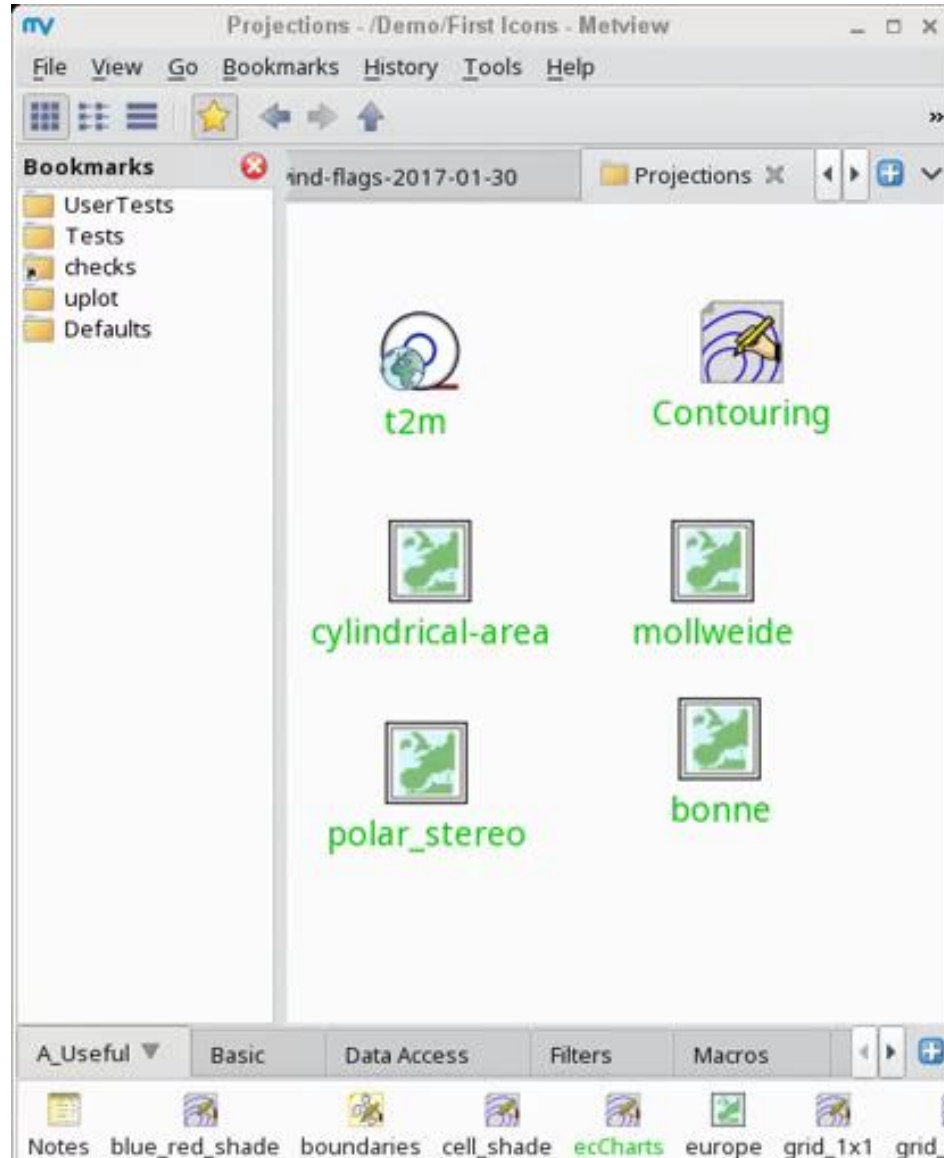 mv Projections - /Demo/First Icons - Metview
File View Go Bookmarks History Tools Help
»
Bookmarks
UserTests
Tests
checks
uplot
Defaults
ind-flags-2017-01-30 Projections
t2m Contouring
cylindrical-area mollweide
polar_stereo bonne
A_Useful Basic Data Access Filters Macros
Notes blue_red_shade boundaries cell_shade ecCharts europe grid_1x1 grid_